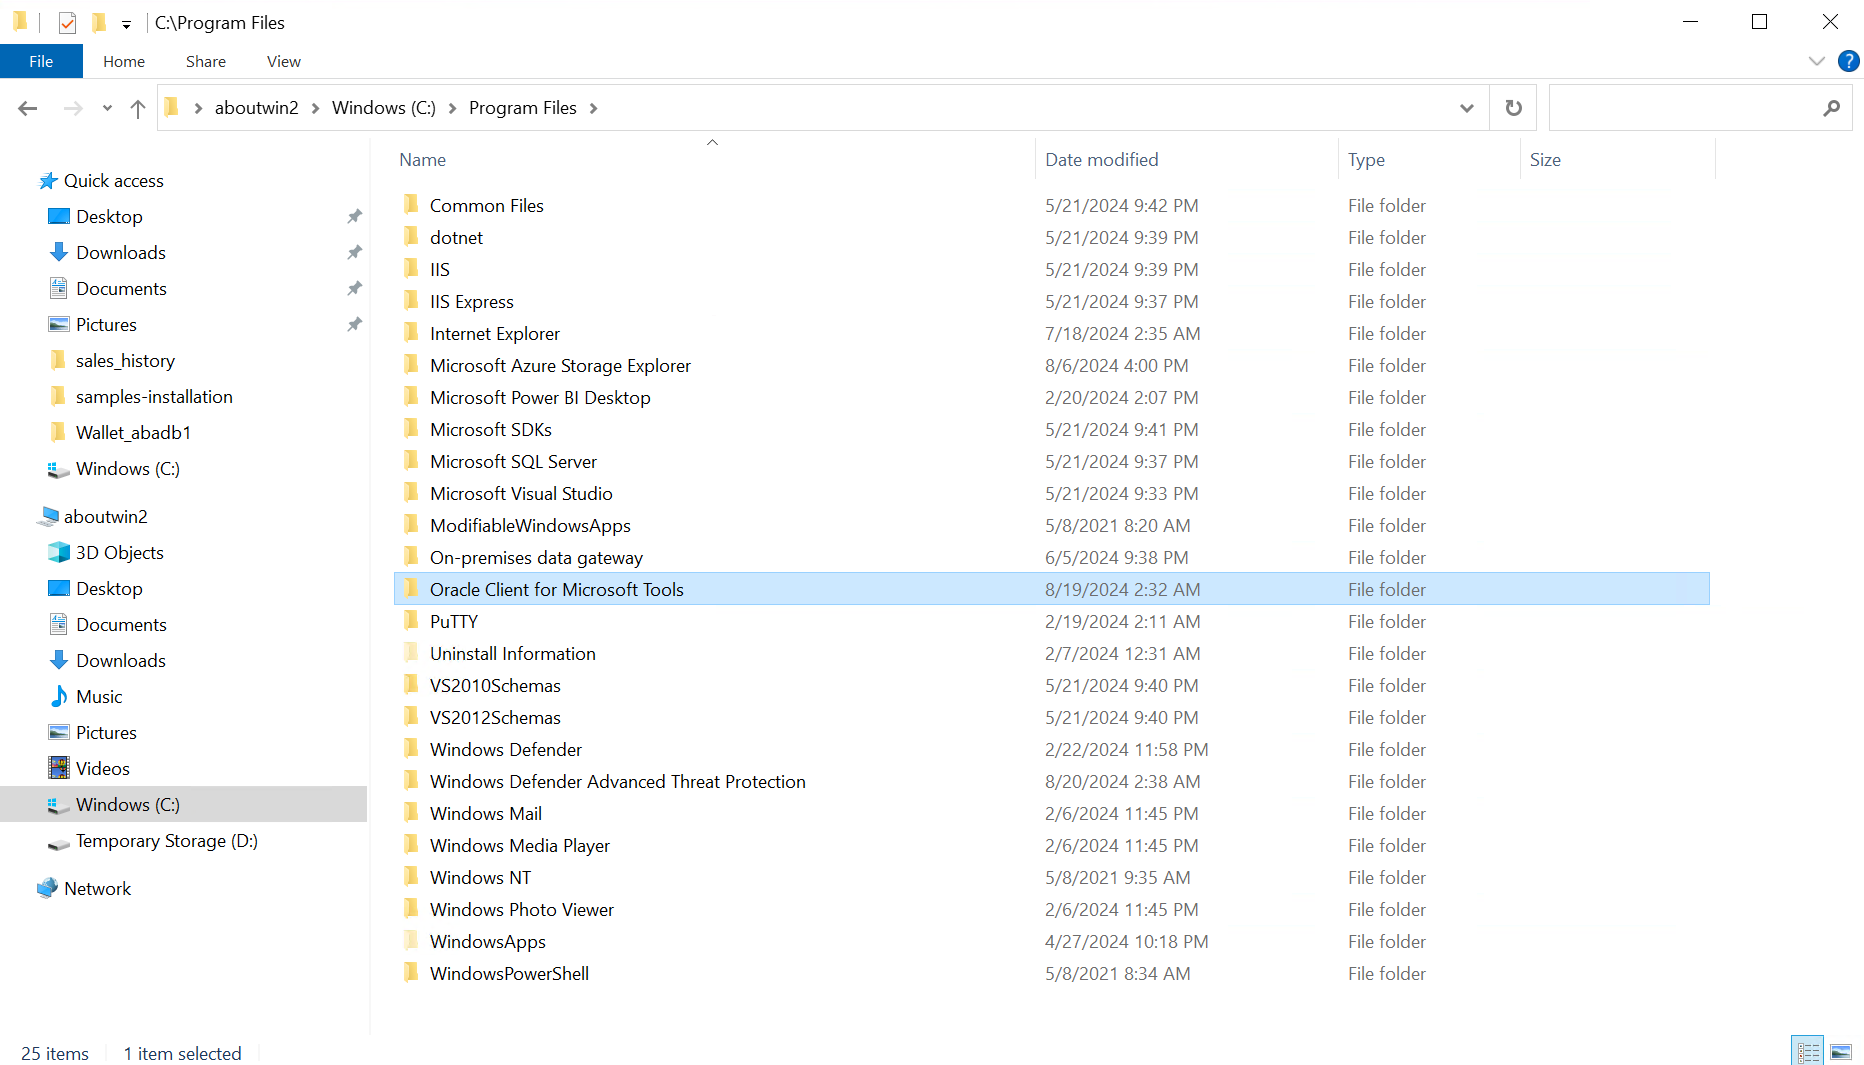 C:\Program Files
File Home Share View
aboutwin2 Windows (C:) Program Files
Name Date modified Type Size
Quick access
Desktop
Downloads
Documents
Pictures
sales_history
samples-installation
Wallet_abadb1
Windows (C:)
aboutwin2
3D Objects
Desktop
Documents
Downloads
Music
Pictures
Videos
Windows (C:)
Temporary Storage (D:)
Network
Common Files 5/21/2024 9:42 PM File folder
dotnet 5/21/2024 9:39 PM File folder
IIS 5/21/2024 9:39 PM File folder
IIS Express 5/21/2024 9:37 PM File folder
Internet Explorer 7/18/2024 2:35 AM File folder
Microsoft Azure Storage Explorer 8/6/2024 4:00 PM File folder
Microsoft Power BI Desktop 2/20/2024 2:07 PM File folder
Microsoft SDKs 5/21/2024 9:41 PM File folder
Microsoft SQL Server 5/21/2024 9:37 PM File folder
Microsoft Visual Studio 5/21/2024 9:33 PM File folder
ModifiableWindowsApps 5/8/2021 8:20 AM File folder
On-premises data gateway 6/5/2024 9:38 PM File folder
Oracle Client for Microsoft Tools 8/19/2024 2:32 AM File folder
PuTTY 2/19/2024 2:11 AM File folder
Uninstall Information 2/7/2024 12:31 AM File folder
VS2010Schemas 5/21/2024 9:40 PM File folder
VS2012Schemas 5/21/2024 9:40 PM File folder
Windows Defender 2/22/2024 11:58 PM File folder
Windows Defender Advanced Threat Protection 8/20/2024 2:38 AM File folder
Windows Mail 2/6/2024 11:45 PM File folder
Windows Media Player 2/6/2024 11:45 PM File folder
Windows NT 5/8/2021 9:35 AM File folder
Windows Photo Viewer 2/6/2024 11:45 PM File folder
WindowsApps 4/27/2024 10:18 PM File folder
WindowsPowerShell 5/8/2021 8:34 AM File folder
25 items 1 item selected